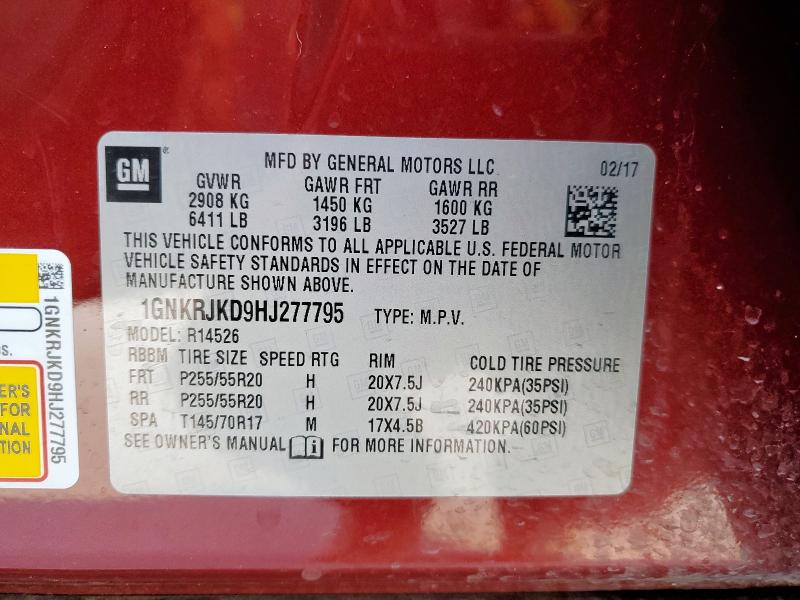 GM
MFD BY GENERAL MOTORS LLC 02/17
GVWR GAWR FRT GAWR RR
2908 KG 1450 KG 1600 KG
6411 LB 3196 LB 3527 LB
THIS VEHICLE CONFORMS TO ALL APPLICABLE U.S. FEDERAL MOTOR
VEHICLE SAFETY STANDARDS IN EFFECT ON THE DATE OF
MANUFACTURE SHOWN ABOVE.
1GNKRJKD9HJ277795 TYPE: M.P.V.
MODEL: R14526
RBBM TIRE SIZE SPEED RTG RIM COLD TIRE PRESSURE
FRT P255/55R20 H 20X7.5J 240KPA(35PSI)
RR P255/55R20 H 20X7.5J 240KPA(35PSI)
SPA T145/70R17 M 17X4.5B 420KPA(60PSI)
SEE OWNER'S MANUAL i FOR MORE INFORMATION.
1GNKRJKD9HJ277795
OS.
ER'S
FOR
NAL
TION